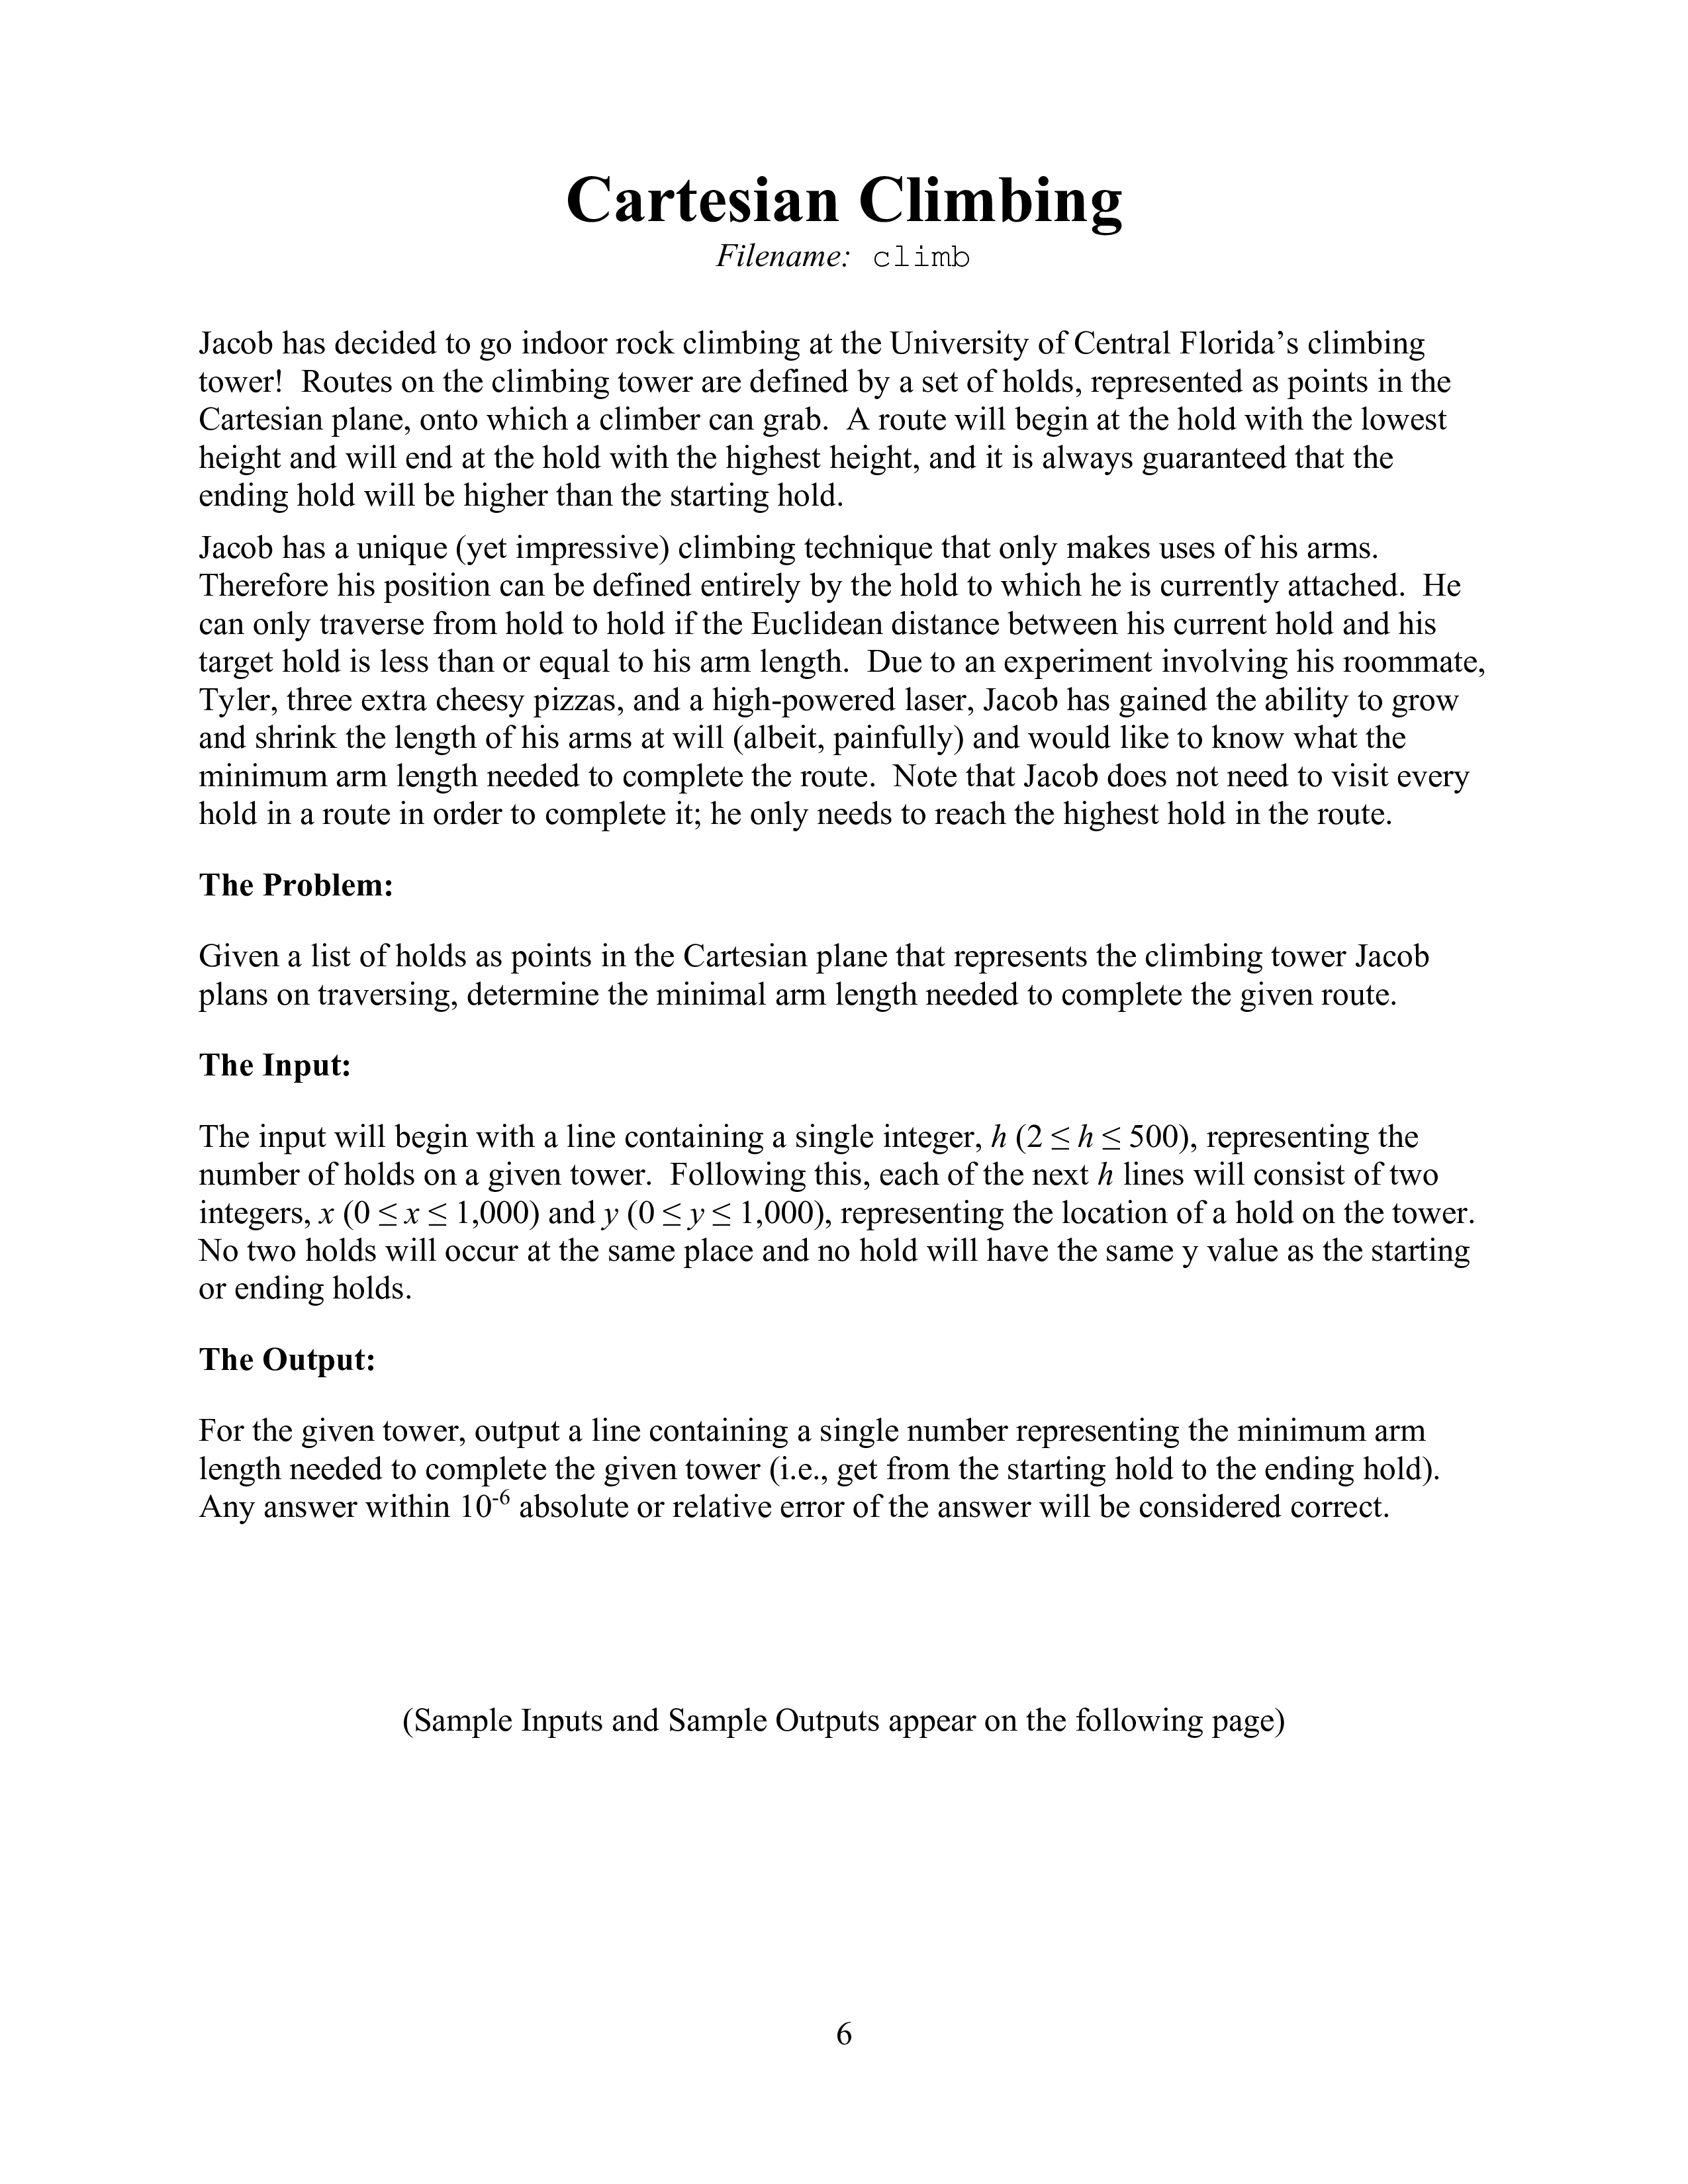 Cartesian Climbing
Filename: climb
Jacob has decided to go indoor rock climbing at the University of Central Florida’s climbing
tower! Routes on the climbing tower are defined by a set of holds, represented as points in the
Cartesian plane, onto which a climber can grab. A route will begin at the hold with the lowest
height and will end at the hold with the highest height, and it is always guaranteed that the
ending hold will be higher than the starting hold.
Jacob has a unique (yet impressive) climbing technique that only makes uses of his arms.
Therefore his position can be defined entirely by the hold to which he is currently attached. He
can only traverse from hold to hold if the Euclidean distance between his current hold and his
target hold is less than or equal to his arm length. Due to an experiment involving his roommate,
Tyler, three extra cheesy pizzas, and a high-powered laser, Jacob has gained the ability to grow
and shrink the length of his arms at will (albeit, painfully) and would like to know what the
minimum arm length needed to complete the route. Note that Jacob does not need to visit every
hold in a route in order to complete it; he only needs to reach the highest hold in the route.
The Problem:
Given a list of holds as points in the Cartesian plane that represents the climbing tower Jacob
plans on traversing, determine the minimal arm length needed to complete the given route.
The Input:
The input will begin with a line containing a single integer, h (2 ≤ h ≤ 500), representing the
number of holds on a given tower. Following this, each of the next h lines will consist of two
integers, x (0 ≤ x ≤ 1,000) and y (0 ≤ y ≤ 1,000), representing the location of a hold on the tower.
No two holds will occur at the same place and no hold will have the same y value as the starting
or ending holds.
The Output:
For the given tower, output a line containing a single number representing the minimum arm
length needed to complete the given tower (i.e., get from the starting hold to the ending hold).
Any answer within 10⁻⁶ absolute or relative error of the answer will be considered correct.
(Sample Inputs and Sample Outputs appear on the following page)
6